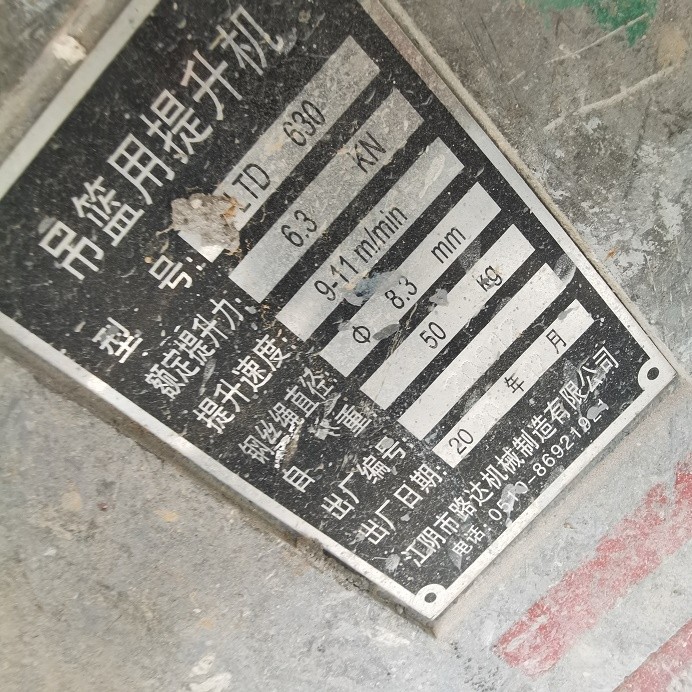 吊篮用提升机
型 号: LTD 630
额定提升力: 6.3 KN
提升速度: 9-11 m/min
钢丝绳直径 Φ 8.3 mm
自 重 50 kg
出厂编号
出厂日期: 20 年 月
江阴市路达机械制造有限公司
电话: